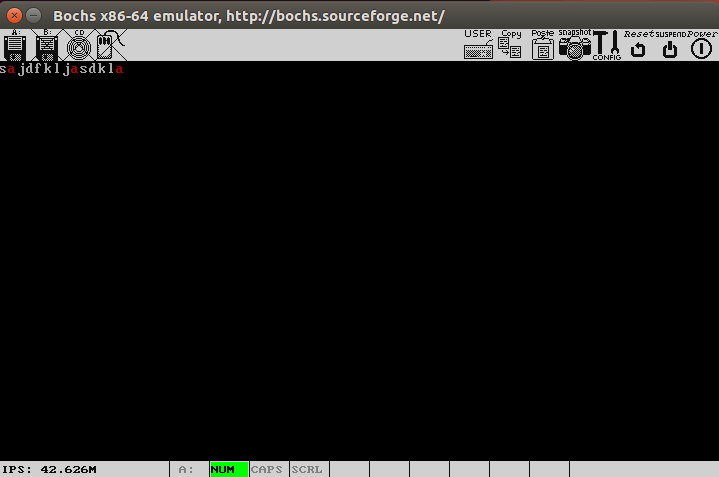 Bochs x86-64 emulator, http://bochs.sourceforge.net/
A: B: CD USER Copy Paste snapshot CONFIG Reset SUSPEND Power
sajdfkljasdkla
IPS: 42.626M A: NUM CAPS SCRL